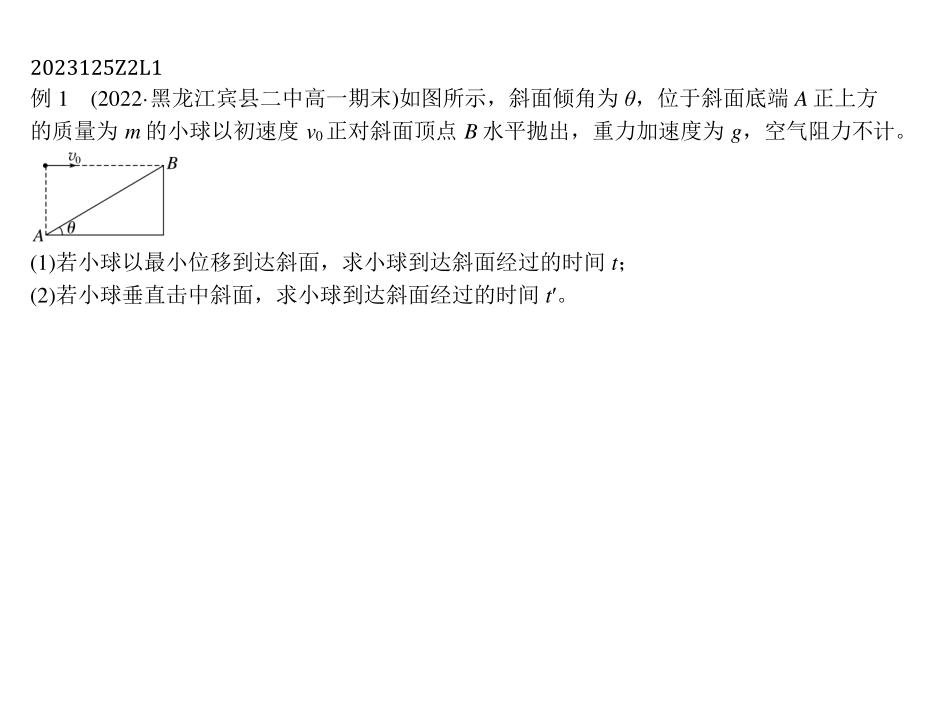 2023125Z2L1
例 1 (2022·黑龙江宾县二中高一期末)如图所示，斜面倾角为 θ，位于斜面底端 A 正上方
的质量为 m 的小球以初速度 v₀ 正对斜面顶点 B 水平抛出，重力加速度为 g，空气阻力不计。
v₀
B
θ
A
(1)若小球以最小位移到达斜面，求小球到达斜面经过的时间 t；
(2)若小球垂直击中斜面，求小球到达斜面经过的时间 t′。